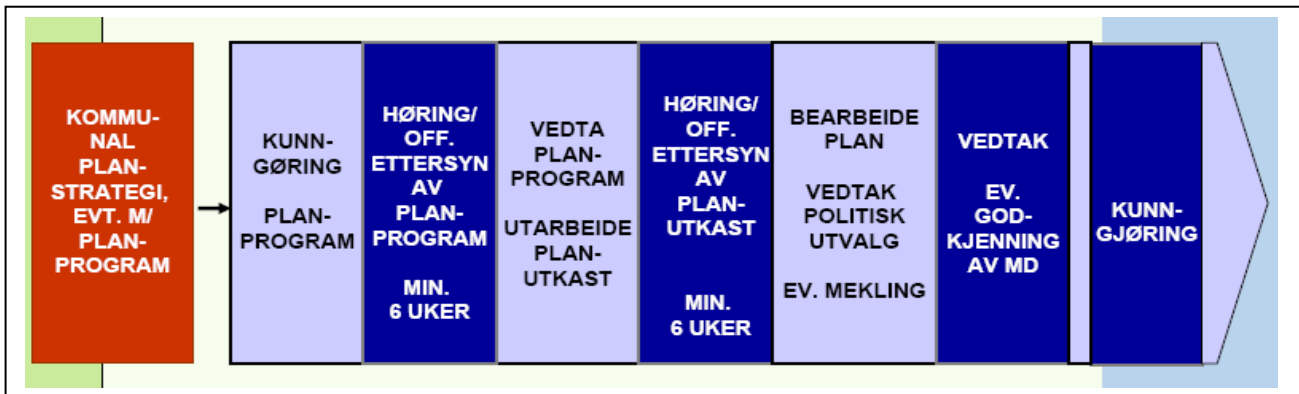 KOMMU-
NAL
PLAN-
STRATEGI,
EVT. M/
PLAN-
PROGRAM
KUNN-
GØRING
PLAN-
PROGRAM
HØRING/
OFF.
ETTERSYN
AV
PLAN-
PROGRAM
MIN.
6 UKER
VEDTA
PLAN-
PROGRAM
UTARBEIDE
PLAN-
UTKAST
HØRING/
OFF.
ETTERSYN
AV
PLAN-
UTKAST
MIN.
6 UKER
BEARBEIDE
PLAN
VEDTAK
POLITISK
UTVALG
EV. MEKLING
VEDTAK
EV.
GOD-
KJENNING
AV MD
KUNN-
GJØRING